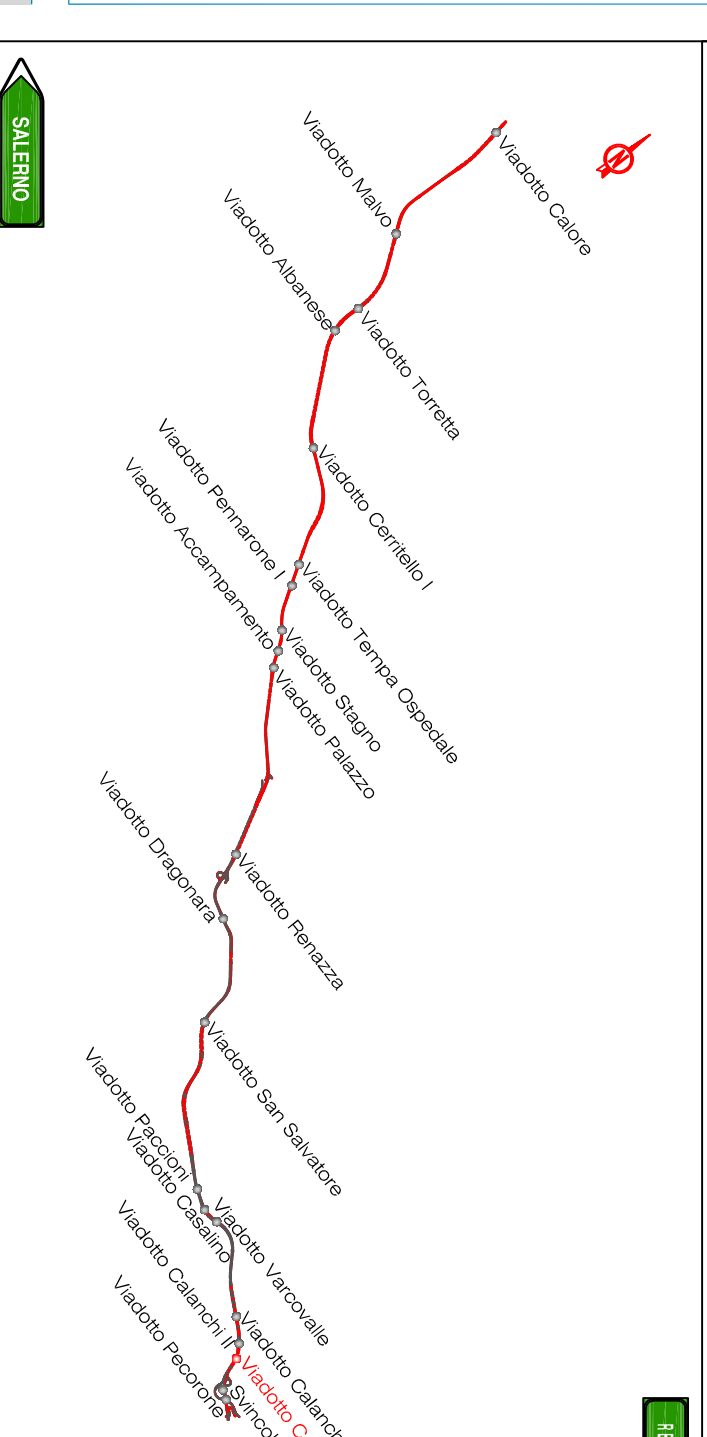 SALERNO
N
Viadotto Calore
Viadotto Malvo
Viadotto Albanese
Viadotto Torretta
Viadotto Cerritello I
Viadotto Pennarone I
Viadotto Accampamento
Viadotto Tempa Ospedale
Viadotto Stagno
Viadotto Palazzo
Viadotto Dragonara
Viadotto Renazza
Viadotto San Salvatore
Viadotto Paccioni
Viadotto Casalino
Viadotto Varcovalle
Viadotto Calanchi II
Viadotto Pecorone
Viadotto
Viadotto